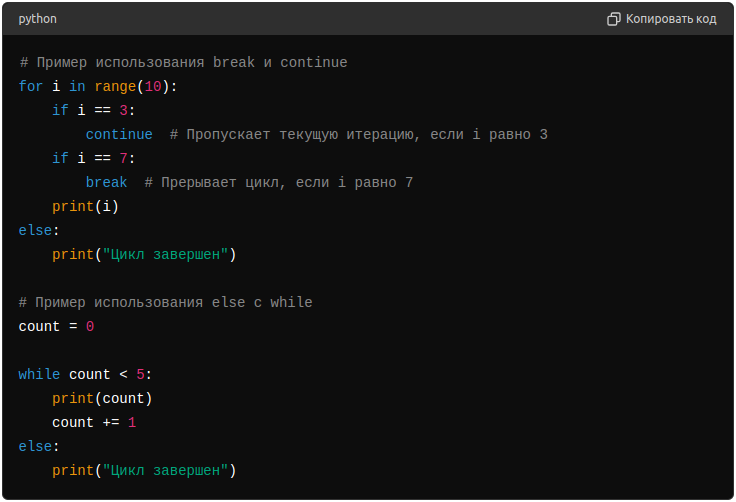 python
Копировать код
# Пример использования break и continue
for i in range(10):
    if i == 3:
        continue  # Пропускает текущую итерацию, если i равно 3
    if i == 7:
        break  # Прерывает цикл, если i равно 7
    print(i)
else:
    print("Цикл завершен")

# Пример использования else с while
count = 0

while count < 5:
    print(count)
    count += 1
else:
    print("Цикл завершен")